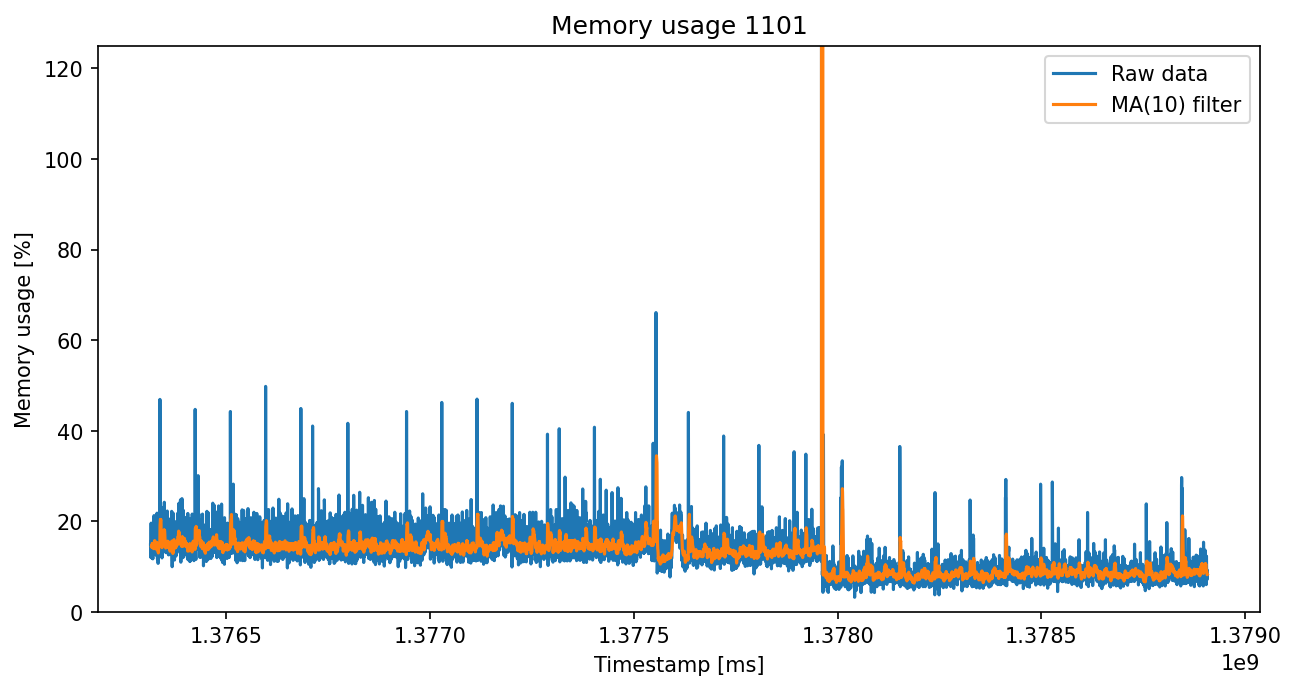 Memory usage 1101
Memory usage [%]
120
100
80
60
40
20
0
Raw data
MA(10) filter
1.3765 1.3770 1.3775 1.3780 1.3785 1.3790
1e9
Timestamp [ms]